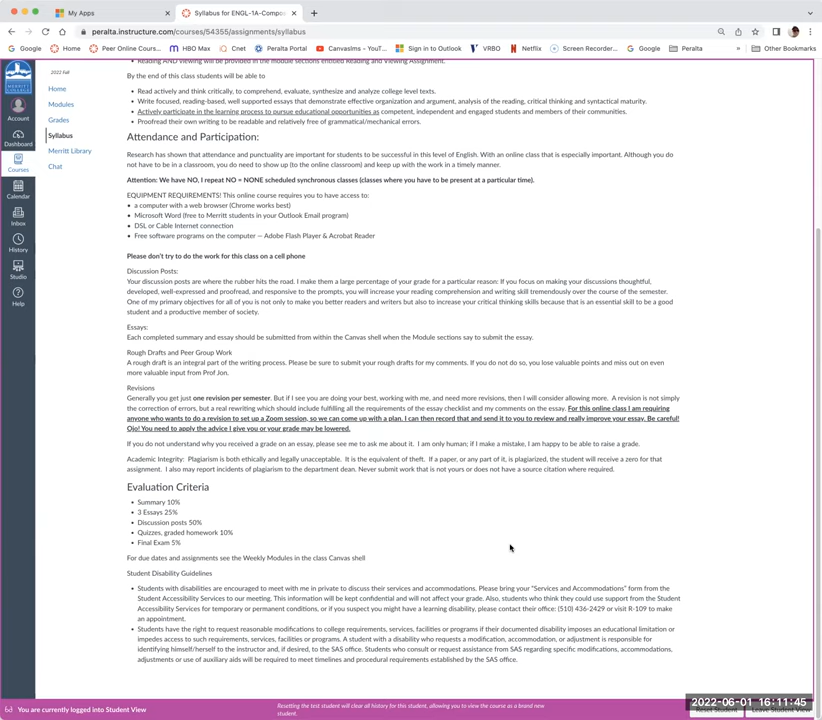 My Apps
Syllabus for ENGL-1A-Compo
peralta.instructure.com/courses/54355/assignments/syllabus
Google Home Peer Online Cours... HBO Max Cnet Peralta Portal CanvasIms – YouT... Sign in to Outlook VRBO Netflix Screen Recorder... Google Peralta » Other Bookmarks
2022 Fall
Home
Modules
Grades
Syllabus
Merritt Library
Chat
Account
Dashboard
Courses
Calendar
Inbox
History
Studio
Help
Reading AND viewing will be provided in the module sections entitled Reading and Viewing Assignment.
By the end of this class students will be able to
• Read actively and think critically, to comprehend, evaluate, synthesize and analyze college level texts.
• Write focused, reading-based, well supported essays that demonstrate effective organization and argument, analysis of the reading, critical thinking and syntactical maturity.
• Actively participate in the learning process to pursue educational opportunities as competent, independent and engaged students and members of their communities.
• Proofread their own writing to be readable and relatively free of grammatical/mechanical errors.
Attendance and Participation:
Research has shown that attendance and punctuality are important for students to be successful in this level of English. With an online class that is especially important. Although you do
not have to be in a classroom, you do need to show up (to the online classroom) and keep up with the work in a timely manner.
Attention: We have NO, I repeat NO = NONE scheduled synchronous classes (classes where you have to be present at a particular time).
EQUIPMENT REQUIREMENTS! This online course requires you to have access to:
• a computer with a web browser (Chrome works best)
• Microsoft Word (free to Merritt students in your Outlook Email program)
• DSL or Cable Internet connection
• Free software programs on the computer — Adobe Flash Player & Acrobat Reader
Please don't try to do the work for this class on a cell phone
Discussion Posts:
Your discussion posts are where the rubber hits the road. I make them a large percentage of your grade for a particular reason: If you focus on making your discussions thoughtful,
developed, well-expressed and proofread, and responsive to the prompts, you will increase your reading comprehension and writing skill tremendously over the course of the semester.
One of my primary objectives for all of you is not only to make you better readers and writers but also to increase your critical thinking skills because that is an essential skill to be a good
student and a productive member of society.
Essays:
Each completed summary and essay should be submitted from within the Canvas shell when the Module sections say to submit the essay.
Rough Drafts and Peer Group Work
A rough draft is an integral part of the writing process. Please be sure to submit your rough drafts for my comments. If you do not do so, you lose valuable points and miss out on even
more valuable input from Prof Jon.
Revisions
Generally you get just one revision per semester. But if I see you are doing your best, working with me, and need more revisions, then I will consider allowing more. A revision is not simply
the correction of errors, but a real rewriting which should include fulfilling all the requirements of the essay checklist and my comments on the essay. For this online class I am requiring
anyone who wants to do a revision to set up a Zoom session, so we can come up with a plan. I can then record that and send it to you to review and really improve your essay. Be careful!
Ojo! You need to apply the advice I give you or your grade may be lowered.
If you do not understand why you received a grade on an essay, please see me to ask me about it. I am only human; if I make a mistake, I am happy to be able to raise a grade.
Academic Integrity: Plagiarism is both ethically and legally unacceptable. It is the equivalent of theft. If a paper, or any part of it, is plagiarized, the student will receive a zero for that
assignment. I also may report incidents of plagiarism to the department dean. Never submit work that is not yours or does not have a source citation where required.
Evaluation Criteria
• Summary 10%
• 3 Essays 25%
• Discussion posts 50%
• Quizzes, graded homework 10%
• Final Exam 5%
For due dates and assignments see the Weekly Modules in the class Canvas shell
Student Disability Guidelines
• Students with disabilities are encouraged to meet with me in private to discuss their services and accommodations. Please bring your "Services and Accommodations" form from the
Student Accessibility Services to our meeting. This information will be kept confidential and will not affect your grade. Also, students who think they could use support from the Student
Accessibility Services for temporary or permanent conditions, or if you suspect you might have a learning disability, please contact their office: (510) 436-2429 or visit R-109 to make
an appointment.
• Students have the right to request reasonable modifications to college requirements, services, facilities or programs if their documented disability imposes an educational limitation or
impedes access to such requirements, services, facilities or programs. A student with a disability who requests a modification, accommodation, or adjustment is responsible for
identifying himself/herself to the instructor and, if desired, to the SAS office. Students who consult or request assistance from SAS regarding specific modifications, accommodations,
adjustments or use of auxiliary aids will be required to meet timelines and procedural requirements established by the SAS office.
You are currently logged into Student View
Resetting the test student will clear all history for this student, allowing you to view the course as a brand new
student.
2022-06-01 16:11:45
Reset Student Leave Student View